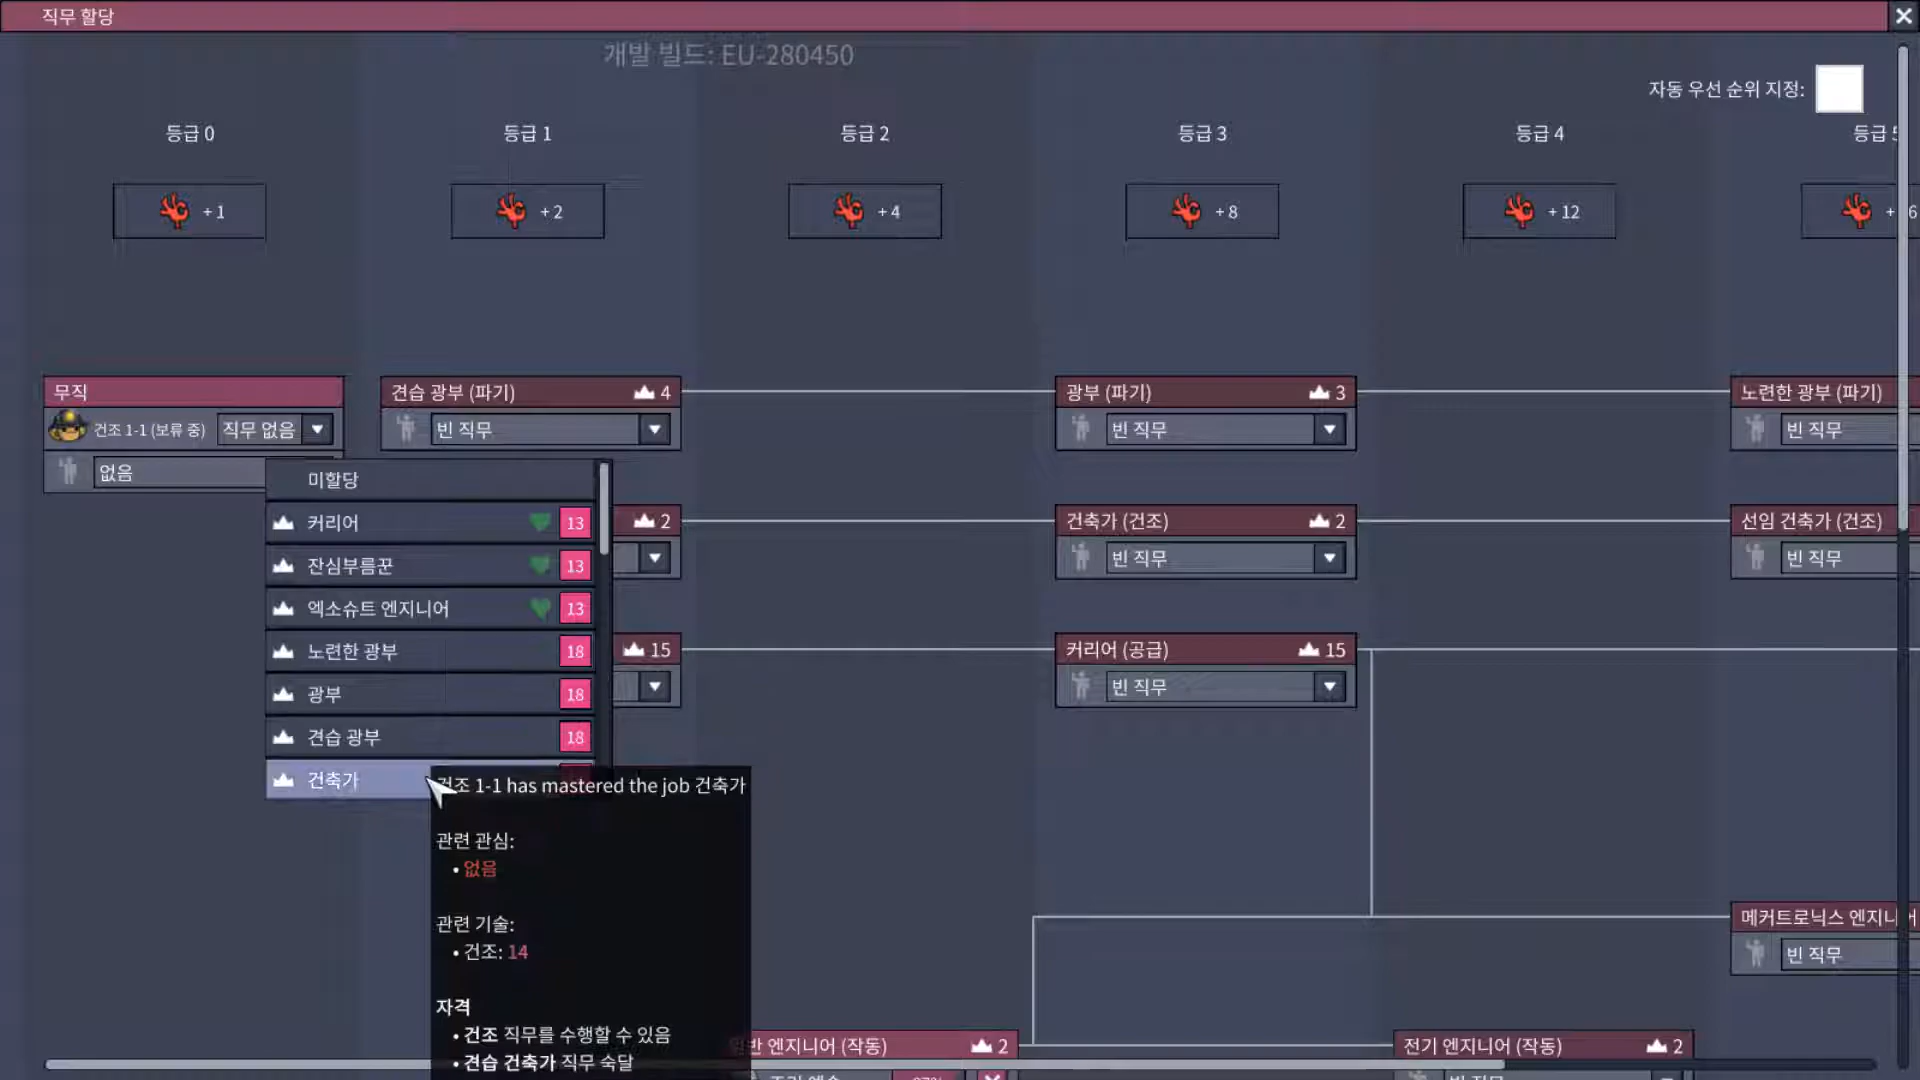 직무 할당
개발 빌드: EU-280450
자동 우선 순위 지정:
등급 0
등급 1
등급 2
등급 3
등급 4
등급
+ 1
+ 2
+ 4
+ 8
+ 12
무직
건조 1-1 (보류 중)
직무 없음
없음
견습 광부 (파기) 4
빈 직무
광부 (파기) 3
빈 직무
노련한 광부 (파기)
빈 직무
미할당
커리어 13
잔심부름꾼 13
엑소슈트 엔지니어 13
노련한 광부 18
광부 18
견습 광부 18
건축가
2
건축가 (건조) 2
빈 직무
선임 건축가 (건조)
빈 직무
15
커리어 (공급) 15
빈 직무
건조 1-1 has mastered the job 건축가
관련 관심:
• 없음
관련 기술:
• 건조: 14
자격
• 건조 직무를 수행할 수 있음
• 견습 건축가 직무 숙달
메커트로닉스
빈 직무
엔지니어 (작동) 2
전기 엔지니어 (작동) 2